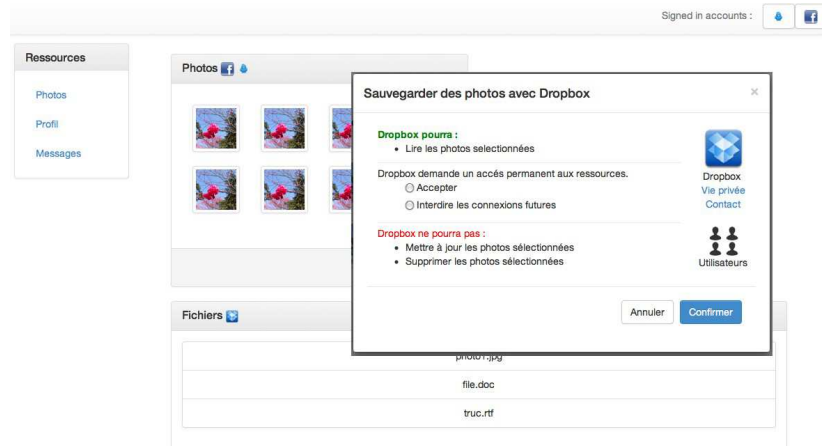 Signed in accounts :
Ressources
Photos
Profil
Messages
Photos
Sauvegarder des photos avec Dropbox
×
Dropbox pourra :
• Lire les photos selectionnées
Dropbox demande un accés permanent aux ressources.
Accepter
Interdire les connexions futures
Dropbox ne pourra pas :
• Mettre à jour les photos sélectionnées
• Supprimer les photos sélectionnées
Dropbox
Vie privée
Contact
Utilisateurs
Annuler
Confirmer
Fichiers
photo1.jpg
file.doc
truc.rtf